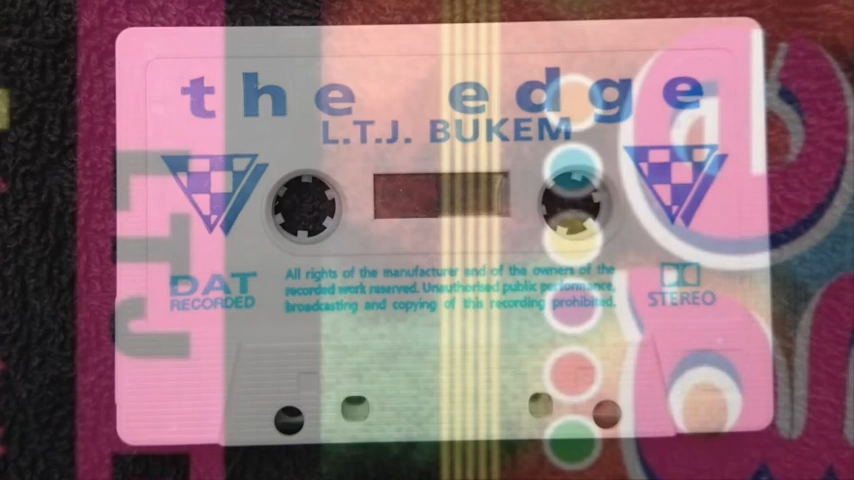 the edge
L.T.J. BUKEM
LTJ
DAT
RECORDED
All rights of the manufacturer and of the owners of the
recorded work reserved. Unauthorised public performance,
broadcasting and copying of this recording prohibited.
STEREO